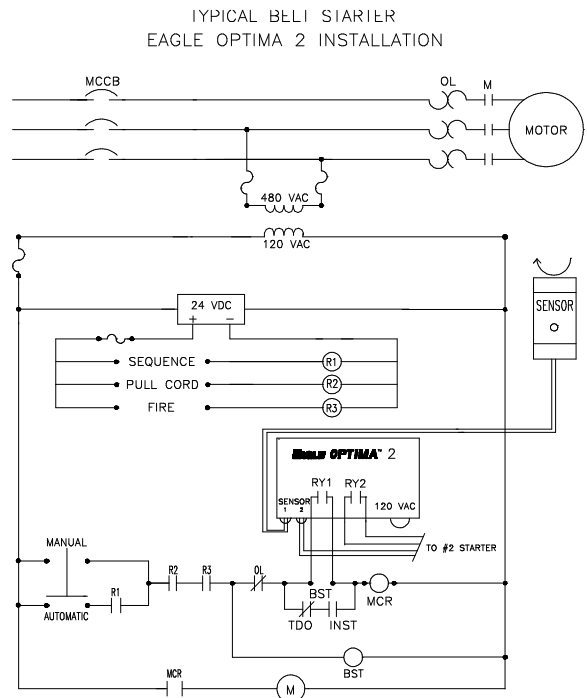 TYPICAL BELT STARTER
EAGLE OPTIMA 2 INSTALLATION
MCCB
OL
M
MOTOR
480 VAC
120 VAC
24 VDC
+ −
SENSOR
SEQUENCE
R1
PULL CORD
R2
FIRE
R3
EAGLE OPTIMA™ 2
RY1 RY2
SENSOR
1 2
120 VAC
TO #2 STARTER
MANUAL
R2
R3
OL
R1
AUTOMATIC
BST
MCR
TDO
INST
BST
MCR
M